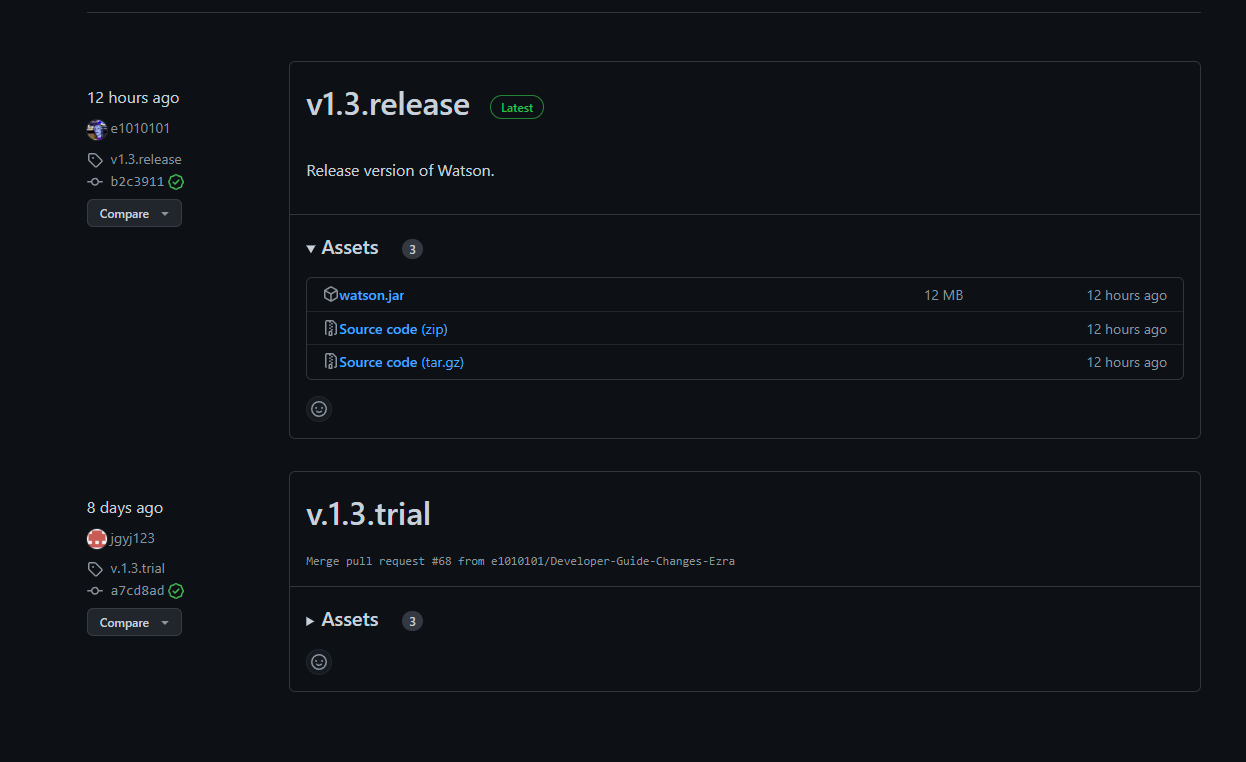 12 hours ago
e1010101
v1.3.release
b2c3911
Compare
v1.3.release Latest
Release version of Watson.
Assets 3
watson.jar 12 MB 12 hours ago
Source code (zip) 12 hours ago
Source code (tar.gz) 12 hours ago
8 days ago
jgyj123
v.1.3.trial
a7cd8ad
Compare
v.1.3.trial
Merge pull request #68 from e1010101/Developer-Guide-Changes-Ezra
Assets 3